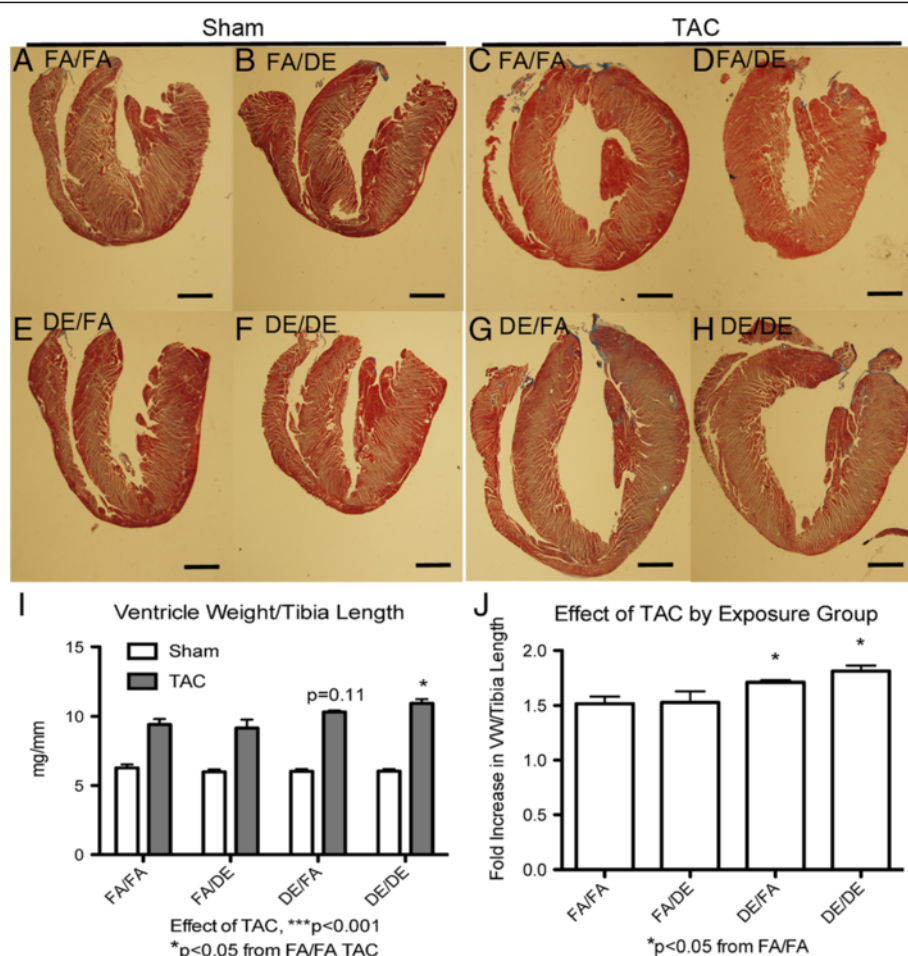 Sham TAC
A FA/FA B FA/DE C FA/FA D FA/DE
E DE/FA F DE/DE G DE/FA H DE/DE
I Ventricle Weight/Tibia Length
Sham
TAC
15
10
5
0
mg/mm
p=0.11
*
FA/FA
FA/DE
DE/FA
DE/DE
Effect of TAC, ***p<0.001
*p<0.05 from FA/FA TAC
J Effect of TAC by Exposure Group
Fold Increase in VW/Tibia Length
2.0
1.5
1.0
0.5
0.0
* *
FA/FA
FA/DE
DE/FA
DE/DE
*p<0.05 from FA/FA